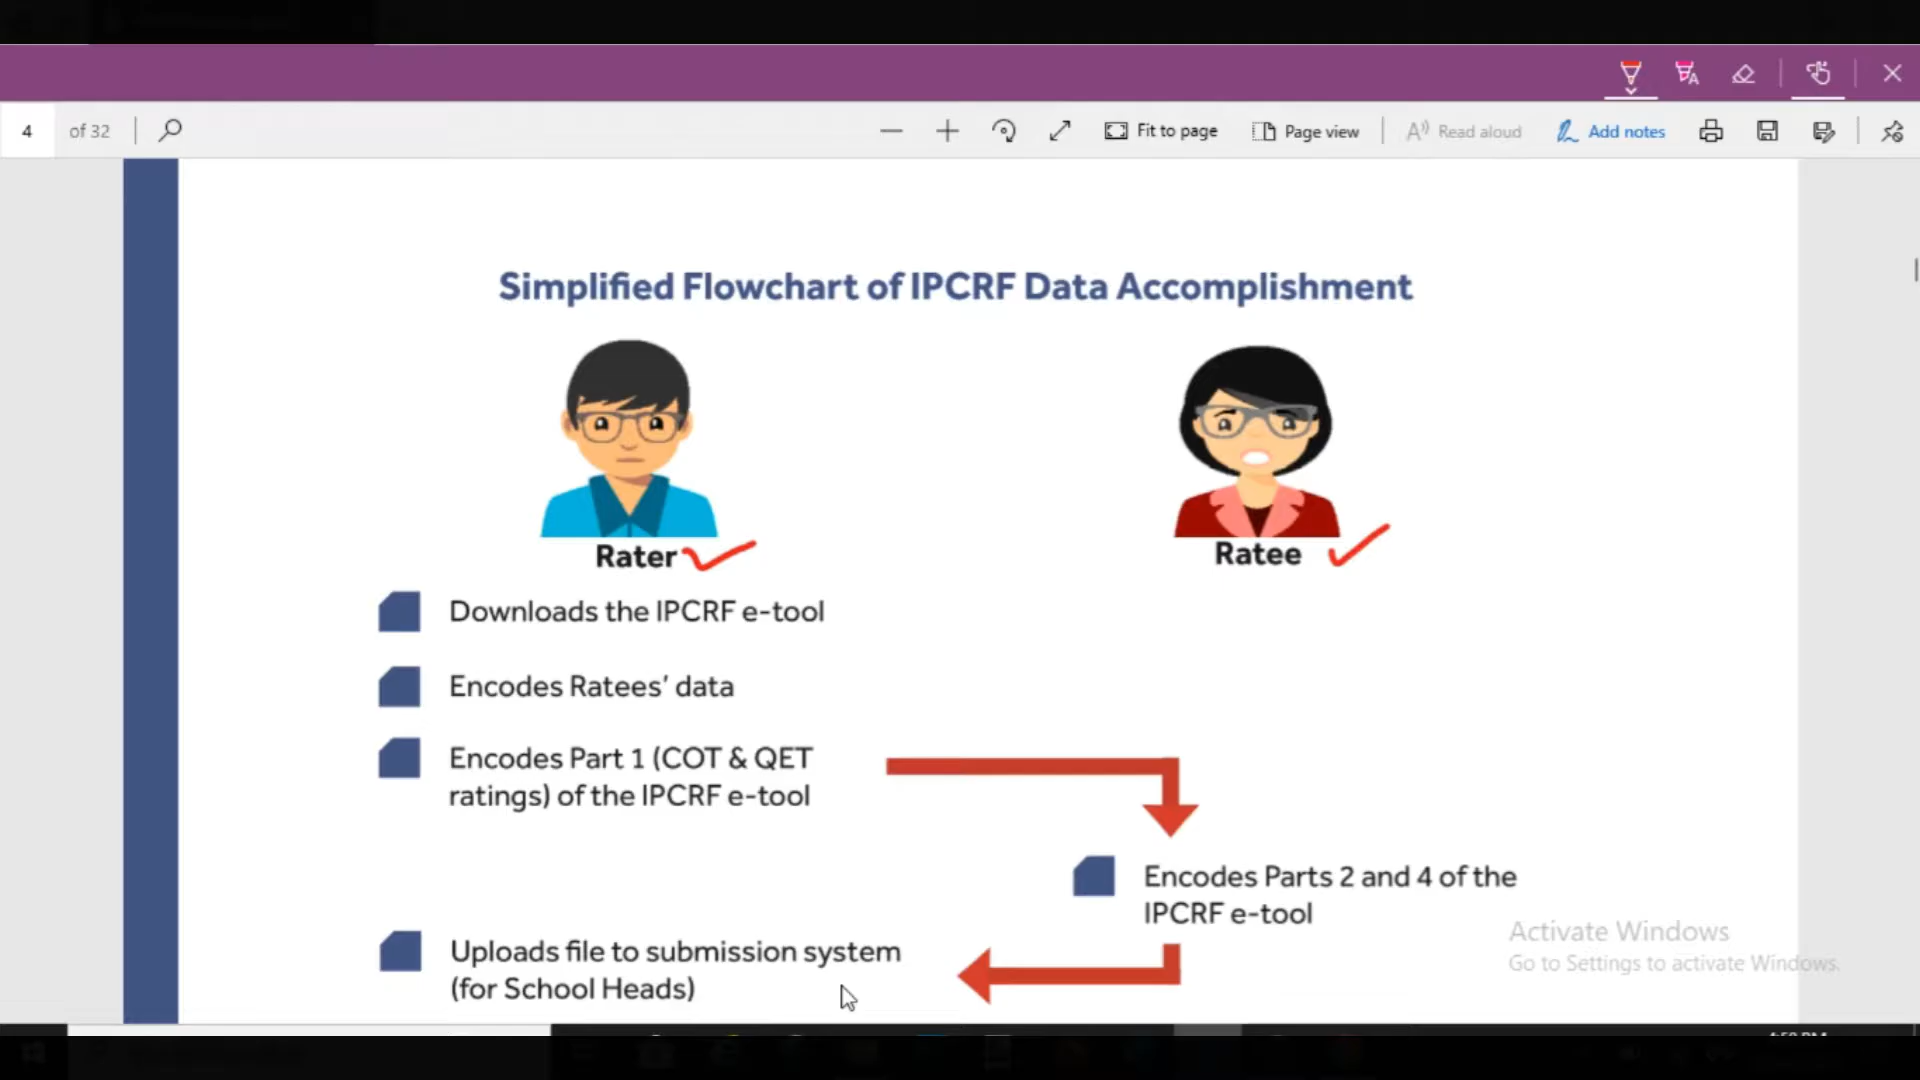 4 of 32 Fit to page Page view Read aloud Add notes
Simplified Flowchart of IPCRF Data Accomplishment
Rater
Ratee
Downloads the IPCRF e-tool
Encodes Ratees' data
Encodes Part 1 (COT & QET
ratings) of the IPCRF e-tool
Encodes Parts 2 and 4 of the
IPCRF e-tool
Uploads file to submission system
(for School Heads)
Activate Windows
Go to Settings to activate Windows.